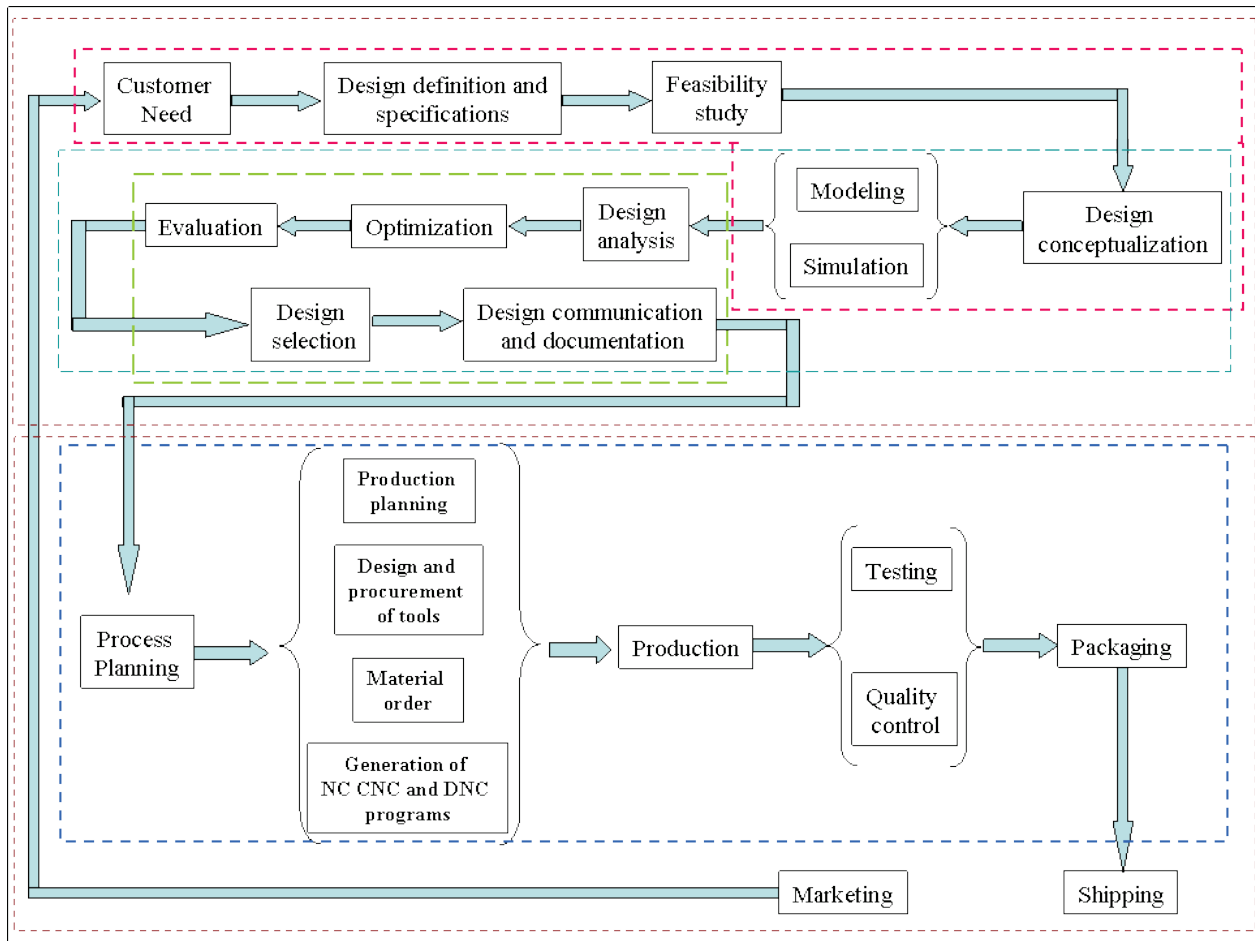 Customer
Need
Design definition and
specifications
Feasibility
study
Modeling
Simulation
Design
conceptualization
Design
analysis
Optimization
Evaluation
Design
selection
Design communication
and documentation
Process
Planning
Production
planning
Design and
procurement
of tools
Material
order
Generation of
NC CNC and DNC
programs
Production
Testing
Quality
control
Packaging
Marketing
Shipping